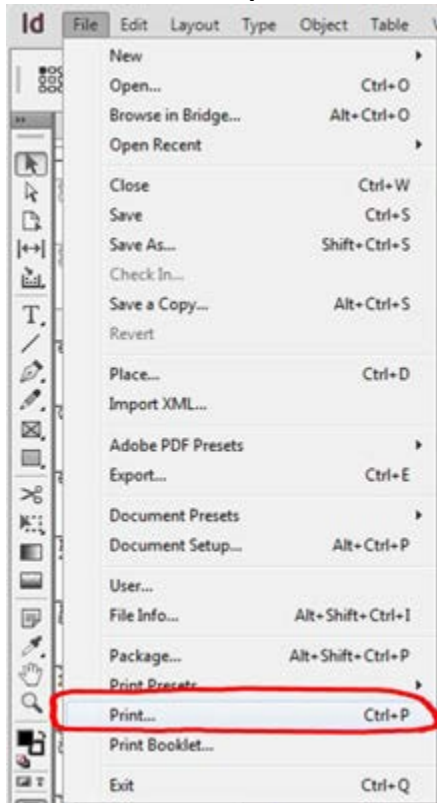 Id File Edit Layout Type Object Table
New
Open... Ctrl+O
Browse in Bridge... Alt+Ctrl+O
Open Recent
Close Ctrl+W
Save Ctrl+S
Save As... Shift+Ctrl+S
Check In...
Save a Copy... Alt+Ctrl+S
Revert
Place... Ctrl+D
Import XML...
Adobe PDF Presets
Export... Ctrl+E
Document Presets
Document Setup... Alt+Ctrl+P
User...
File Info... Alt+Shift+Ctrl+I
Package... Alt+Shift+Ctrl+P
Print Presets
Print... Ctrl+P
Print Booklet...
Exit Ctrl+Q